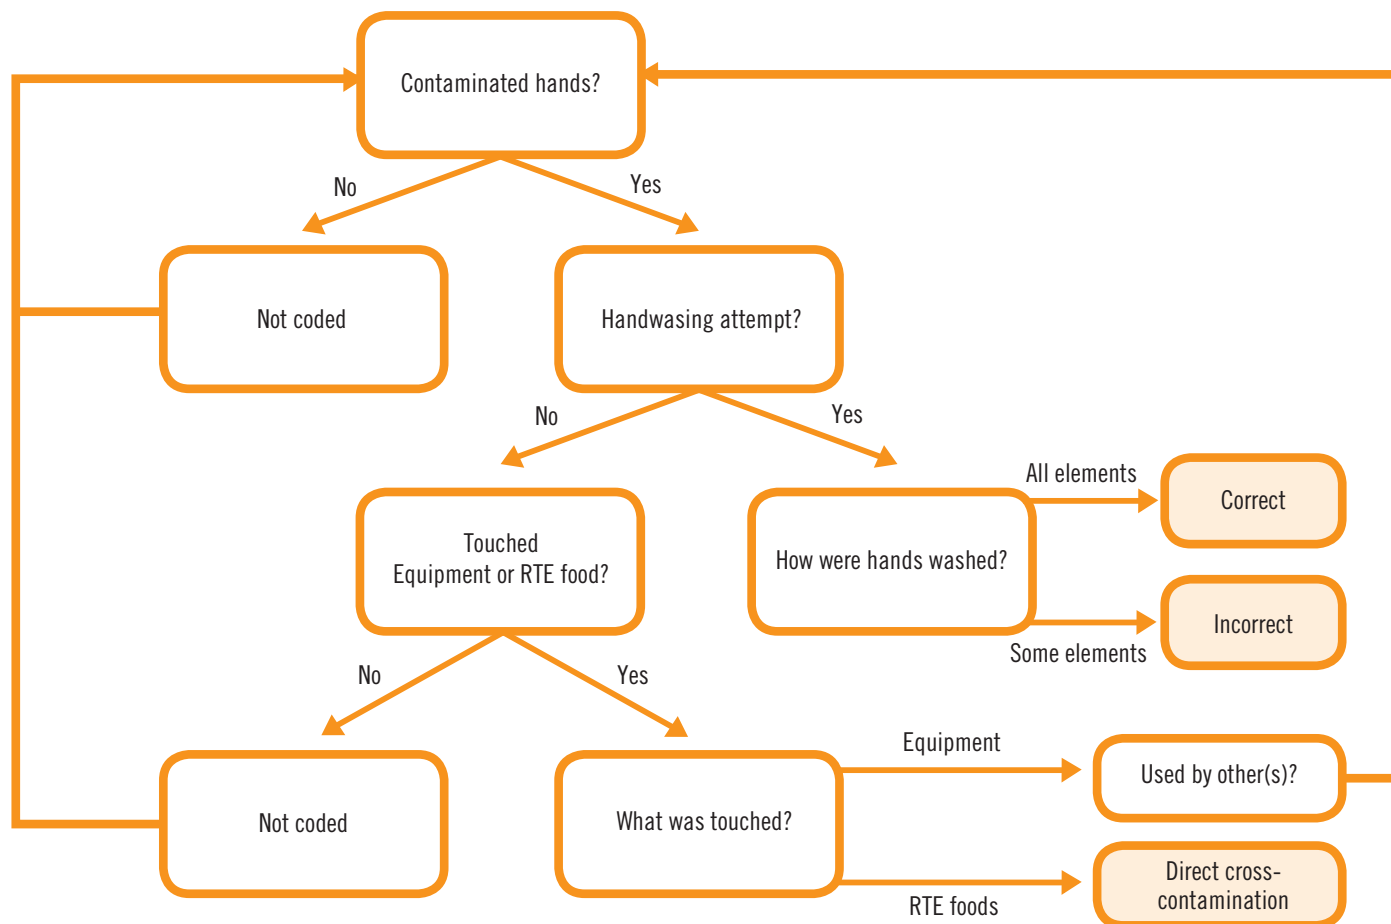 Contaminated hands?
No
Yes
Not coded
Handwasing attempt?
No
Yes
Touched
Equipment or RTE food?
How were hands washed?
All elements
Correct
Some elements
Incorrect
No
Yes
Not coded
What was touched?
Equipment
Used by other(s)?
RTE foods
Direct cross-
contamination